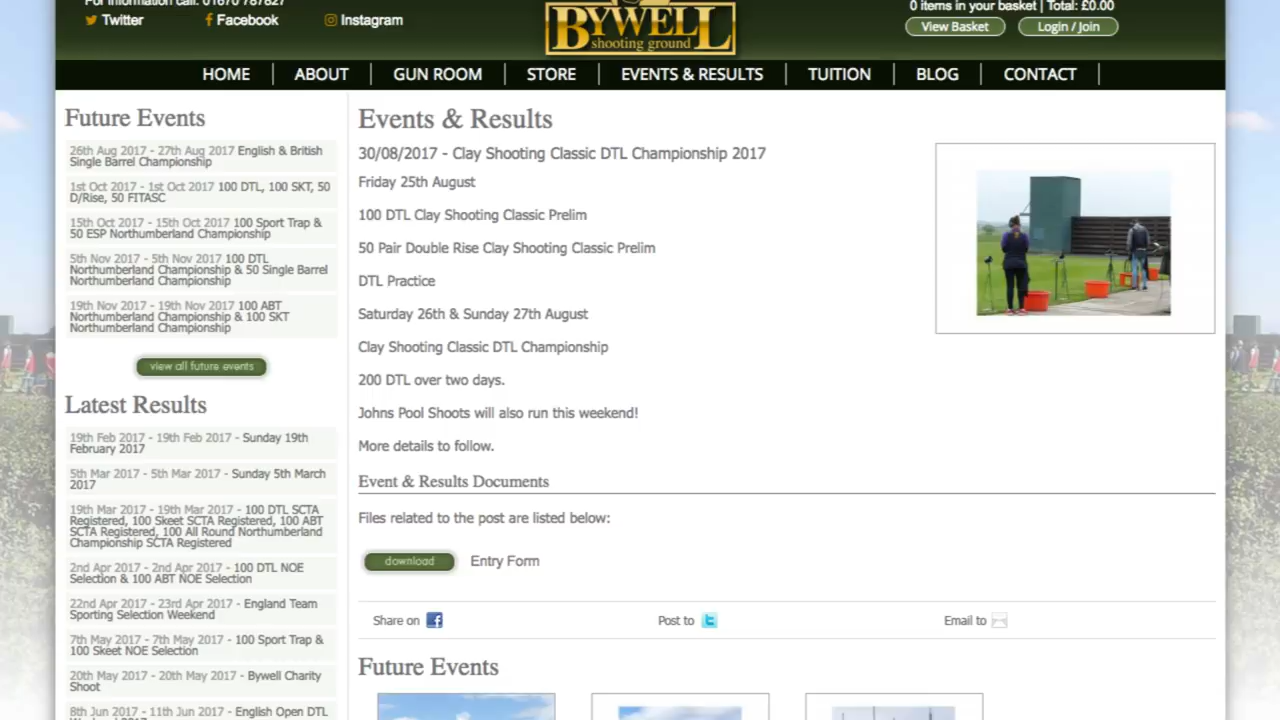 For information call: 01670 787827
0 items in your basket | Total: £0.00
Twitter
Facebook
Instagram
BYWELL
shooting ground
View Basket
Login / Join
HOME
ABOUT
GUN ROOM
STORE
EVENTS & RESULTS
TUITION
BLOG
CONTACT
Future Events
26th Aug 2017 - 27th Aug 2017 English & British
Single Barrel Championship
1st Oct 2017 - 1st Oct 2017 100 DTL, 100 SKT, 50
D/Rise, 50 FITASC
15th Oct 2017 - 15th Oct 2017 100 Sport Trap &
50 ESP Northumberland Championship
5th Nov 2017 - 5th Nov 2017 100 DTL
Northumberland Championship & 50 Single Barrel
Northumberland Championship
19th Nov 2017 - 19th Nov 2017 100 ABT
Northumberland Championship & 100 SKT
Northumberland Championship
view all future events
Latest Results
19th Feb 2017 - 19th Feb 2017 - Sunday 19th
February 2017
5th Mar 2017 - 5th Mar 2017 - Sunday 5th March
2017
19th Mar 2017 - 19th Mar 2017 - 100 DTL SCTA
Registered, 100 Skeet SCTA Registered, 100 ABT
SCTA Registered, 100 All Round Northumberland
Championship SCTA Registered
2nd Apr 2017 - 2nd Apr 2017 - 100 DTL NOE
Selection & 100 ABT NOE Selection
22nd Apr 2017 - 23rd Apr 2017 - England Team
Sporting Selection Weekend
7th May 2017 - 7th May 2017 - 100 Sport Trap &
100 Skeet NOE Selection
20th May 2017 - 20th May 2017 - Bywell Charity
Shoot
8th Jun 2017 - 11th Jun 2017 - English Open DTL
Events & Results
30/08/2017 - Clay Shooting Classic DTL Championship 2017
Friday 25th August
100 DTL Clay Shooting Classic Prelim
50 Pair Double Rise Clay Shooting Classic Prelim
DTL Practice
Saturday 26th & Sunday 27th August
Clay Shooting Classic DTL Championship
200 DTL over two days.
Johns Pool Shoots will also run this weekend!
More details to follow.
Event & Results Documents
Files related to the post are listed below:
download
Entry Form
Share on
Post to
Email to
Future Events